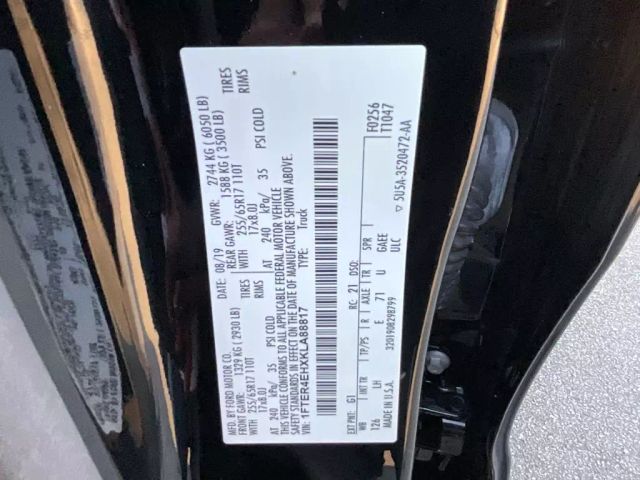 MFD. BY FORD MOTOR CO. DATE: 08/19 GVWR: 2744 KG ( 6050 LB)
FRONT GAWR: 1329 KG ( 2930 LB) REAR GAWR: 1588 KG ( 3500 LB)
WITH 255/65R17 110T TIRES WITH 255/65R17 110T TIRES
17x8.0J RIMS 17x8.0J RIMS
AT 240 kPa/ 35 PSI COLD AT 240 kPa/ 35 PSI COLD
THIS VEHICLE CONFORMS TO ALL APPLICABLE FEDERAL MOTOR VEHICLE
SAFETY STANDARDS IN EFFECT ON THE DATE OF MANUFACTURE SHOWN ABOVE.
VIN: 1FTER4EHXKLA88817 TYPE: Truck
F0256
T1047
EXT PNT: G1 RC: 21 DSO:
WB INT TR TP/PS R AXLE TR SPR
126 LH E 71 U GAEE
ULC
MADE IN U.S.A. 3201908298799 ▽ 5U5A-3520472-AA